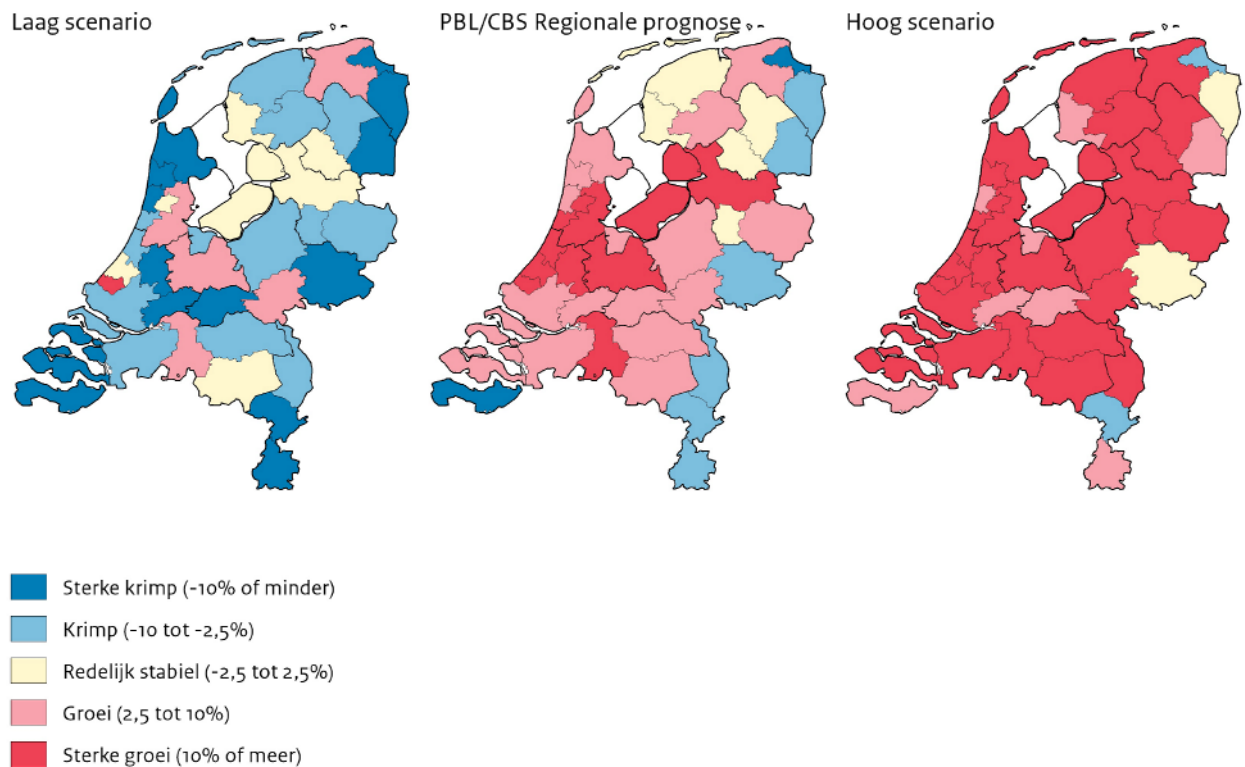 Laag scenario
PBL/CBS Regionale prognose
Hoog scenario
Sterke krimp (-10% of minder)
Krimp (-10 tot -2,5%)
Redelijk stabiel (-2,5 tot 2,5%)
Groei (2,5 tot 10%)
Sterke groei (10% of meer)